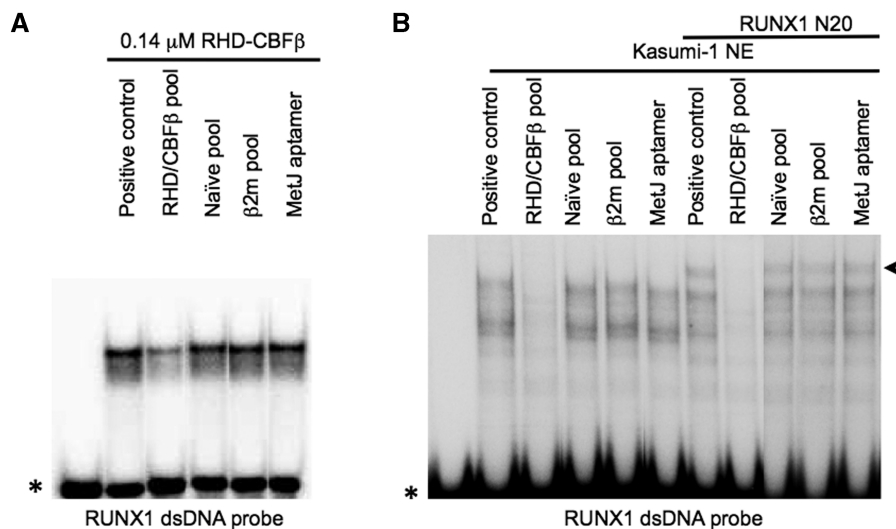 A
0.14 μM RHD-CBFβ
Positive control
RHD/CBFβ pool
Naïve pool
β2m pool
MetJ aptamer
*
RUNX1 dsDNA probe
B
RUNX1 N20
Kasumi-1 NE
Positive control
RHD/CBFβ pool
Naïve pool
β2m pool
MetJ aptamer
Positive control
RHD/CBFβ pool
Naïve pool
β2m pool
MetJ aptamer
*
RUNX1 dsDNA probe